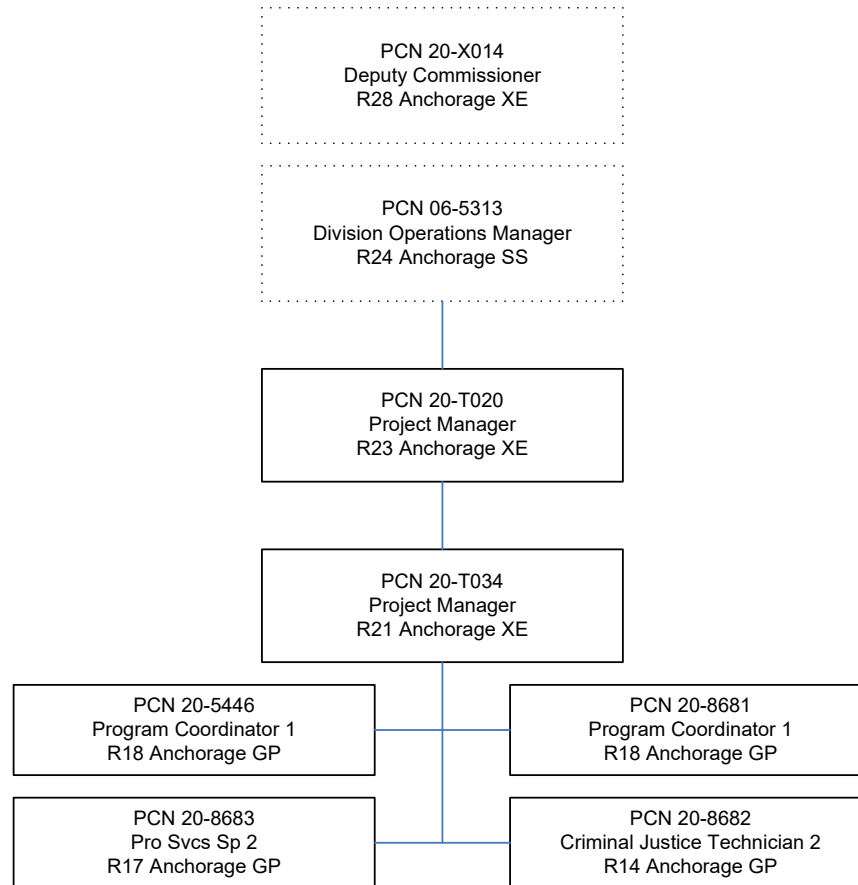 PCN 20-X014
Deputy Commissioner
R28 Anchorage XE
PCN 06-5313
Division Operations Manager
R24 Anchorage SS
PCN 20-T020
Project Manager
R23 Anchorage XE
PCN 20-T034
Project Manager
R21 Anchorage XE
PCN 20-5446
Program Coordinator 1
R18 Anchorage GP
PCN 20-8681
Program Coordinator 1
R18 Anchorage GP
PCN 20-8683
Pro Svcs Sp 2
R17 Anchorage GP
PCN 20-8682
Criminal Justice Technician 2
R14 Anchorage GP